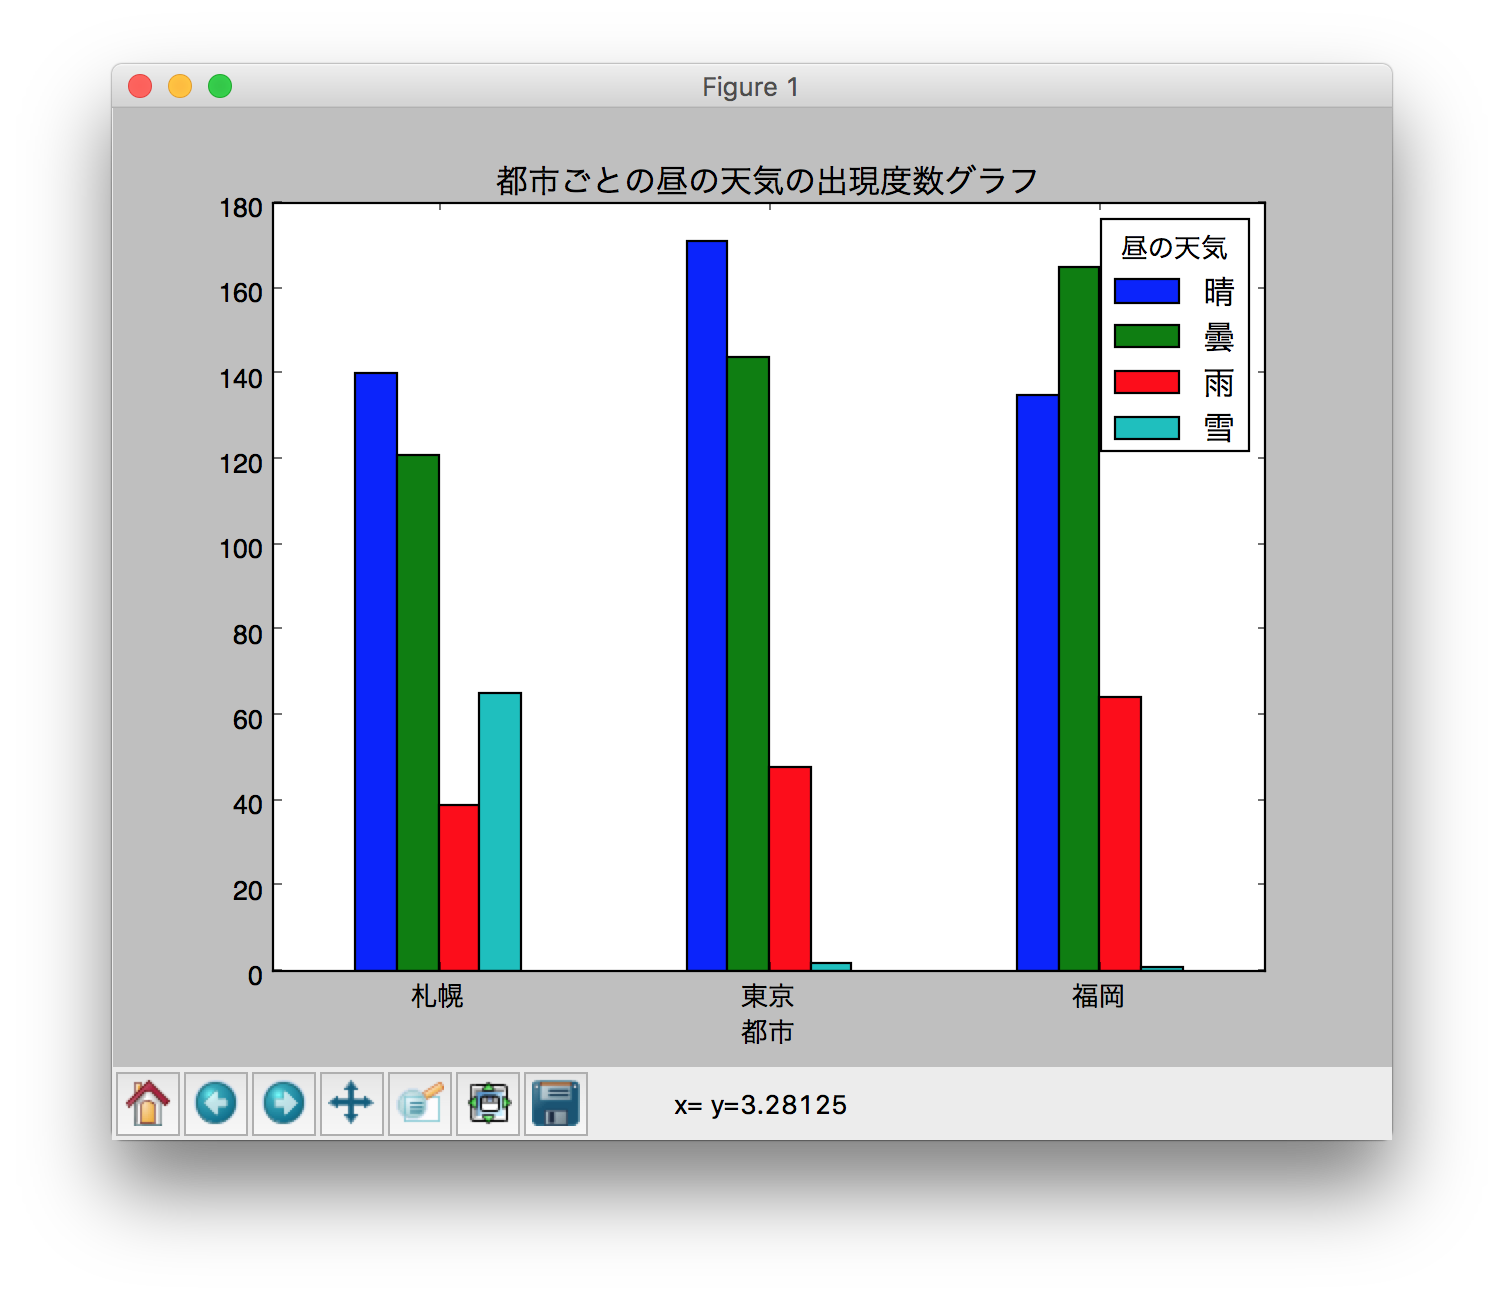 Figure 1
都市ごとの昼の天気の出現度数グラフ
180
160
140
120
100
80
60
40
20
0
昼の天気
晴
曇
雨
雪
札幌 東京 福岡
都市
x= y=3.28125